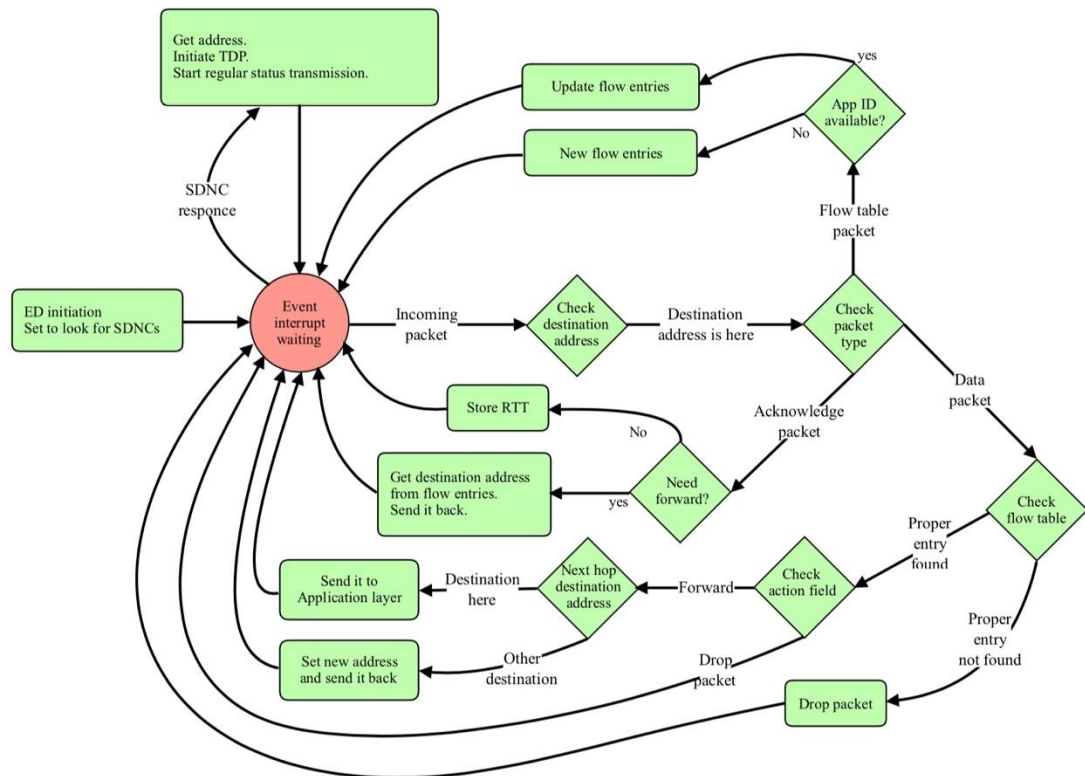 Get address.
Initiate TDP.
Start regular status transmission.
yes
Update flow entries
App ID
available?
No
New flow entries
SDNC
responce
Flow table
packet
ED initiation
Set to look for SDNCs
Event
interrupt
waiting
Incoming
packet
Check
destination
address
Destination
address is here
Check
packet
type
Data
packet
Store RTT
No
Acknowledge
packet
Get destination address
from flow entries.
Send it back.
yes
Need
forward?
Check
flow table
Proper
entry
found
Send it to
Application layer
Destination
here
Next hop
destination
address
Forward
Check
action field
Set new address
and send it back
Other
destination
Drop
packet
Proper
entry
not found
Drop packet